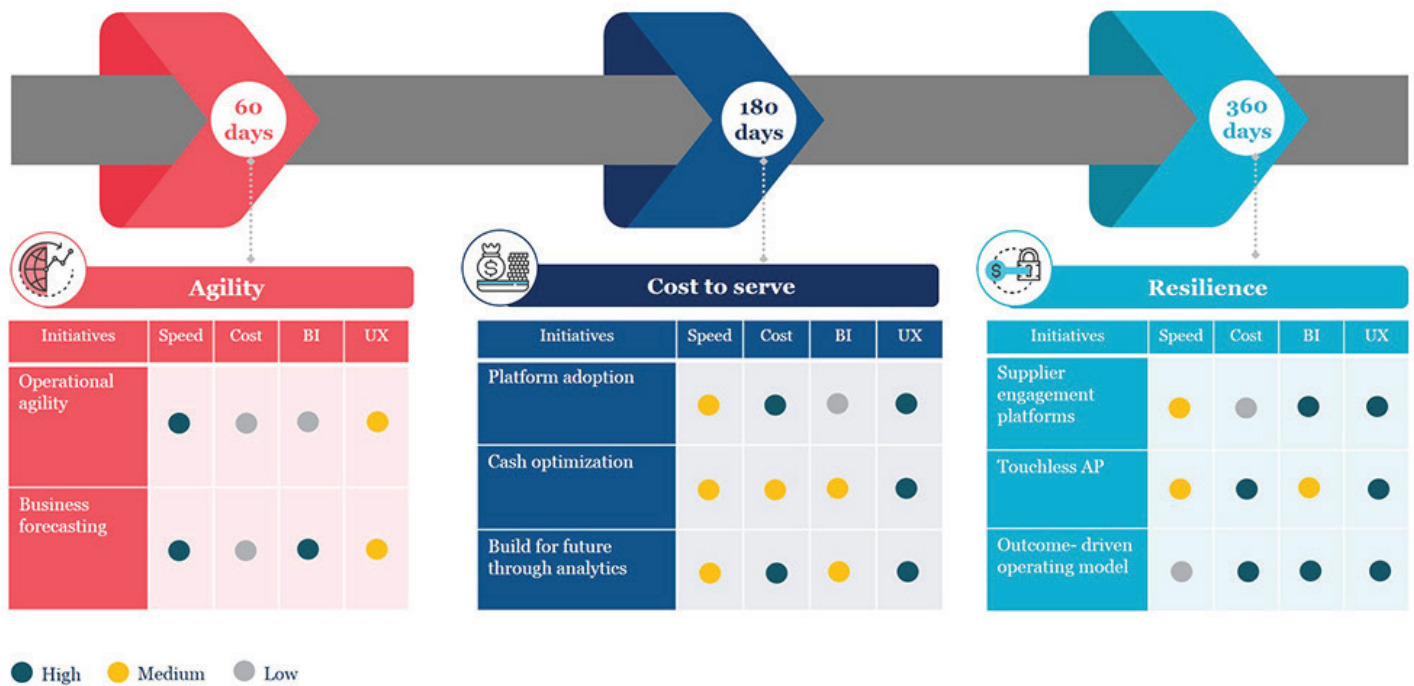 60
days
180
days
360
days
Agility
Cost to serve
Resilience
Initiatives Speed Cost BI UX
Operational
agility
Business
forecasting
Initiatives Speed Cost BI UX
Platform adoption
Cash optimization
Build for future
through analytics
Initiatives Speed Cost BI UX
Supplier
engagement
platforms
Touchless AP
Outcome- driven
operating model
High Medium Low